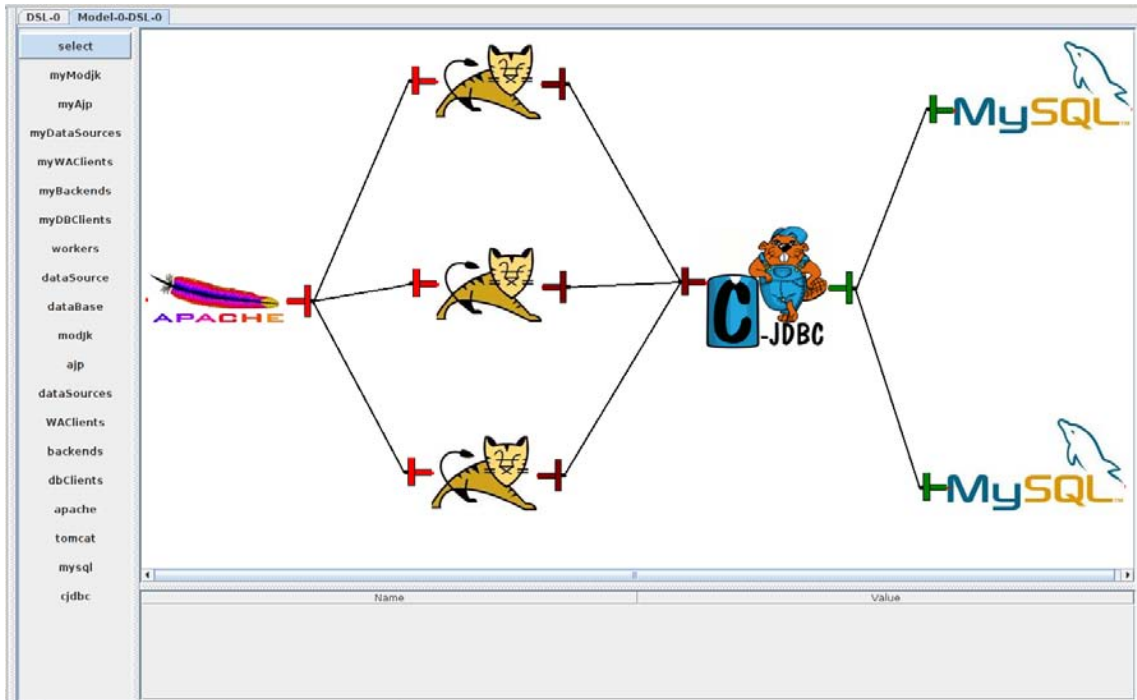 DSL-0 Model-0-DSL-0
select
myModjk
myAjp
myDataSources
myWAClients
myBackends
myDBClients
workers
dataSource
dataBase
modjk
ajp
dataSources
WAClients
backends
dbClients
apache
tomcat
mysql
cjdbc
MySQL
APACHE
C-JDBC
MySQL
Name Value